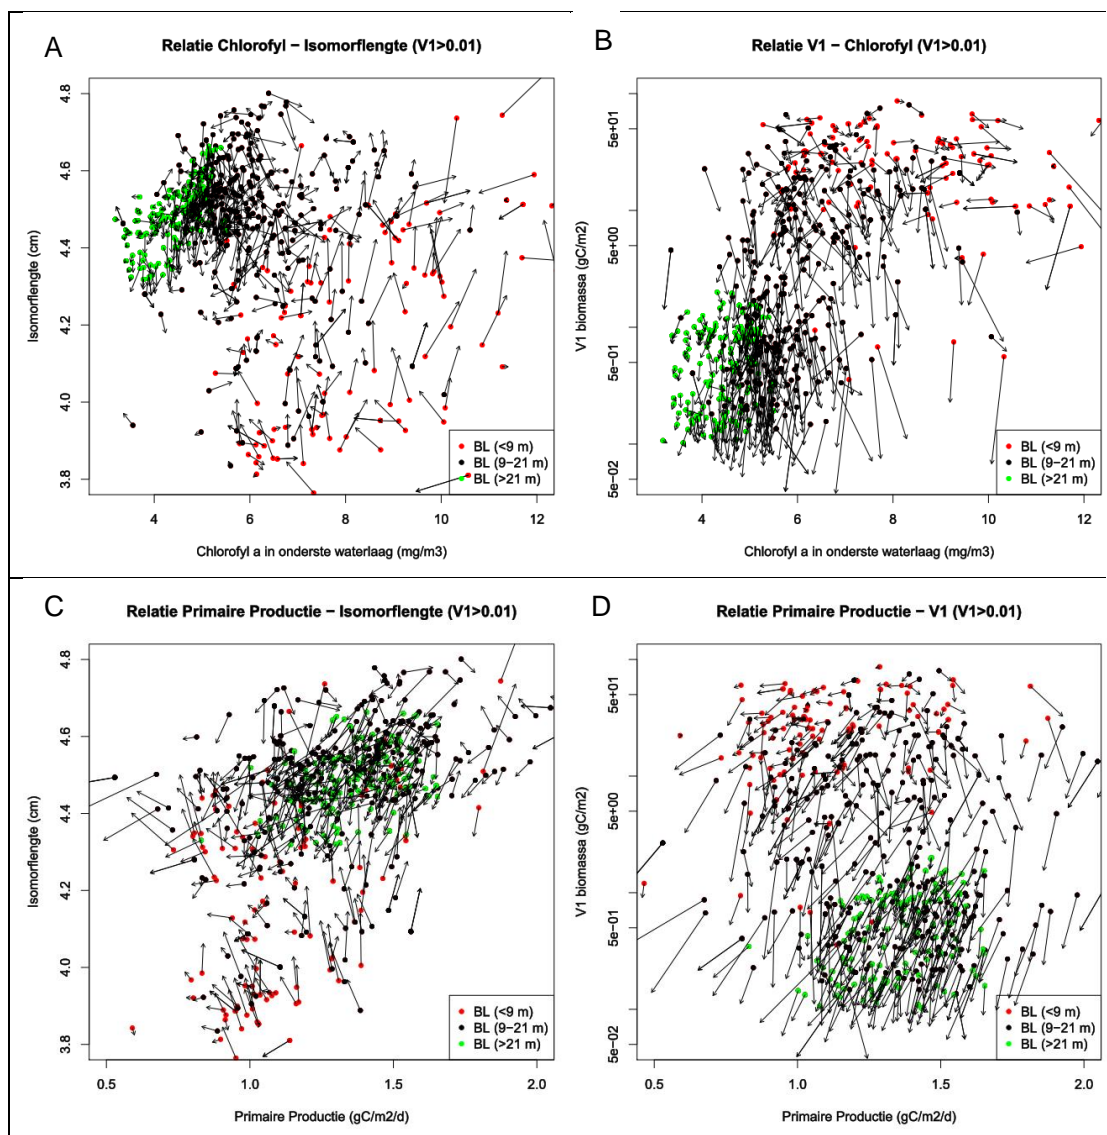 A
Relatie Chlorofyl – Isomorflengte (V1>0.01)
Isomorflengte (cm)
4.8
4.6
4.4
4.2
4.0
3.8
BL (<9 m)
BL (9–21 m)
BL (>21 m)
4 6 8 10 12
Chlorofyl a in onderste waterlaag (mg/m3)
B
Relatie V1 – Chlorofyl (V1>0.01)
V1 biomassa (gC/m2)
5e+01
5e+00
5e-01
5e-02
BL (<9 m)
BL (9–21 m)
BL (>21 m)
4 6 8 10 12
Chlorofyl a in onderste waterlaag (mg/m3)
C
Relatie Primaire Productie – Isomorflengte (V1>0.01)
Isomorflengte (cm)
4.8
4.6
4.4
4.2
4.0
3.8
BL (<9 m)
BL (9–21 m)
BL (>21 m)
0.5 1.0 1.5 2.0
Primaire Productie (gC/m2/d)
D
Relatie Primaire Productie – V1 (V1>0.01)
V1 biomassa (gC/m2)
5e+01
5e+00
5e-01
5e-02
BL (<9 m)
BL (9–21 m)
BL (>21 m)
0.5 1.0 1.5 2.0
Primaire Productie (gC/m2/d)